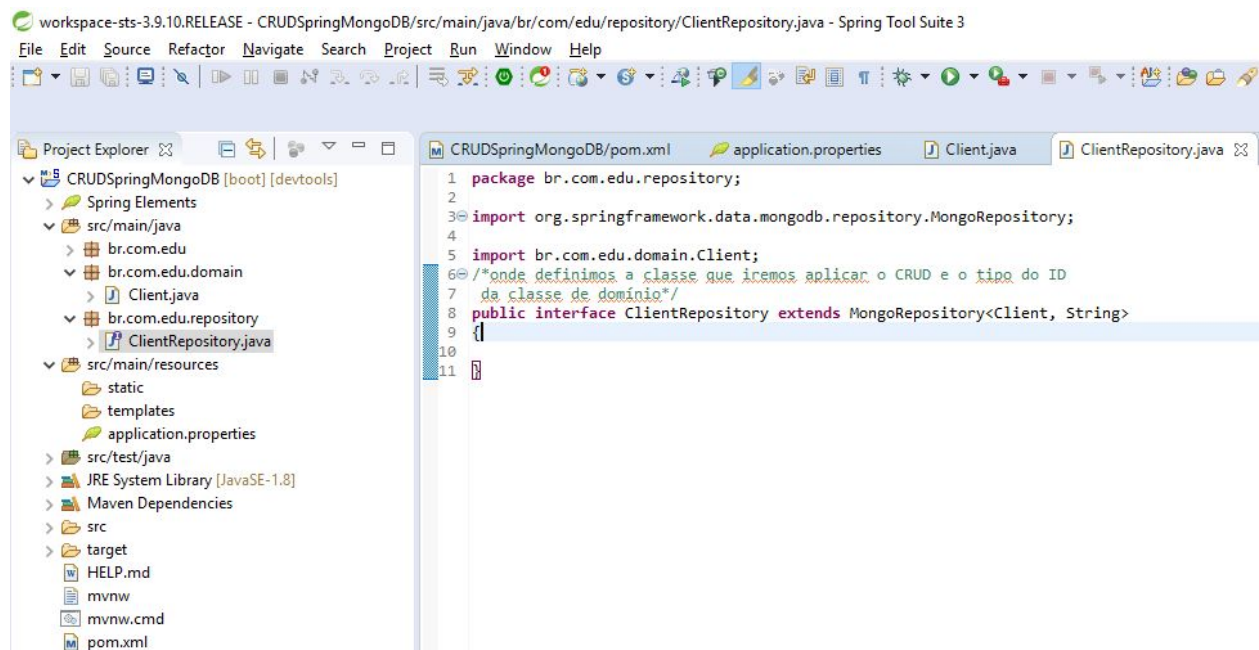 workspace-sts-3.9.10.RELEASE - CRUDSpringMongoDB/src/main/java/br/com/edu/repository/ClientRepository.java - Spring Tool Suite 3
File Edit Source Refactor Navigate Search Project Run Window Help
Project Explorer
CRUDSpringMongoDB [boot] [devtools]
Spring Elements
src/main/java
br.com.edu
br.com.edu.domain
Client.java
br.com.edu.repository
ClientRepository.java
src/main/resources
static
templates
application.properties
src/test/java
JRE System Library [JavaSE-1.8]
Maven Dependencies
src
target
HELP.md
mvnw
mvnw.cmd
pom.xml
CRUDSpringMongoDB/pom.xml application.properties Client.java ClientRepository.java
1 package br.com.edu.repository;
2
3 import org.springframework.data.mongodb.repository.MongoRepository;
4
5 import br.com.edu.domain.Client;
6 /*onde definimos a classe que iremos aplicar o CRUD e o tipo do ID
7 da classe de domínio*/
8 public interface ClientRepository extends MongoRepository<Client, String>
9 {
10
11 }